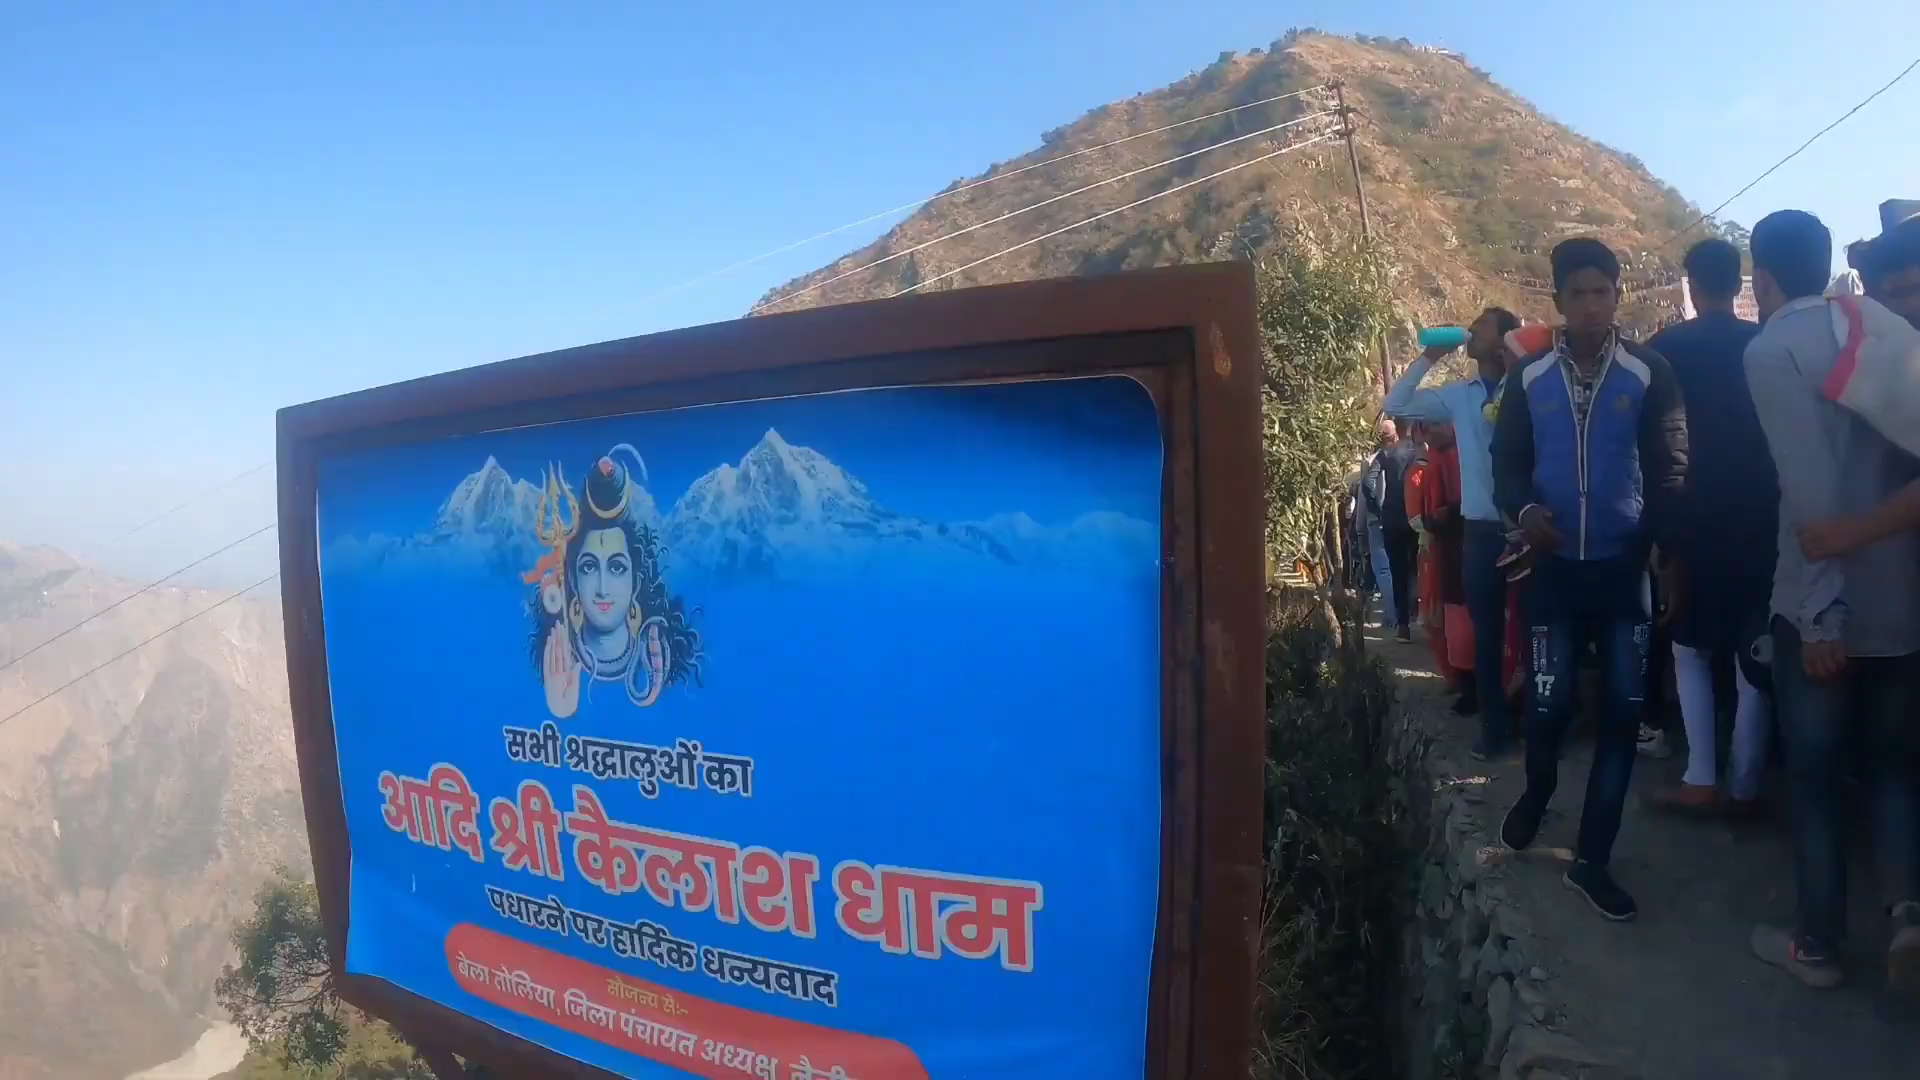 सभी श्रद्धालुओं का
आदि श्री कैलाश धाम
पधारने पर हार्दिक धन्यवाद
सौजन्य से:-
बेला तोलिया, जिला पंचायत अध्यक्ष,